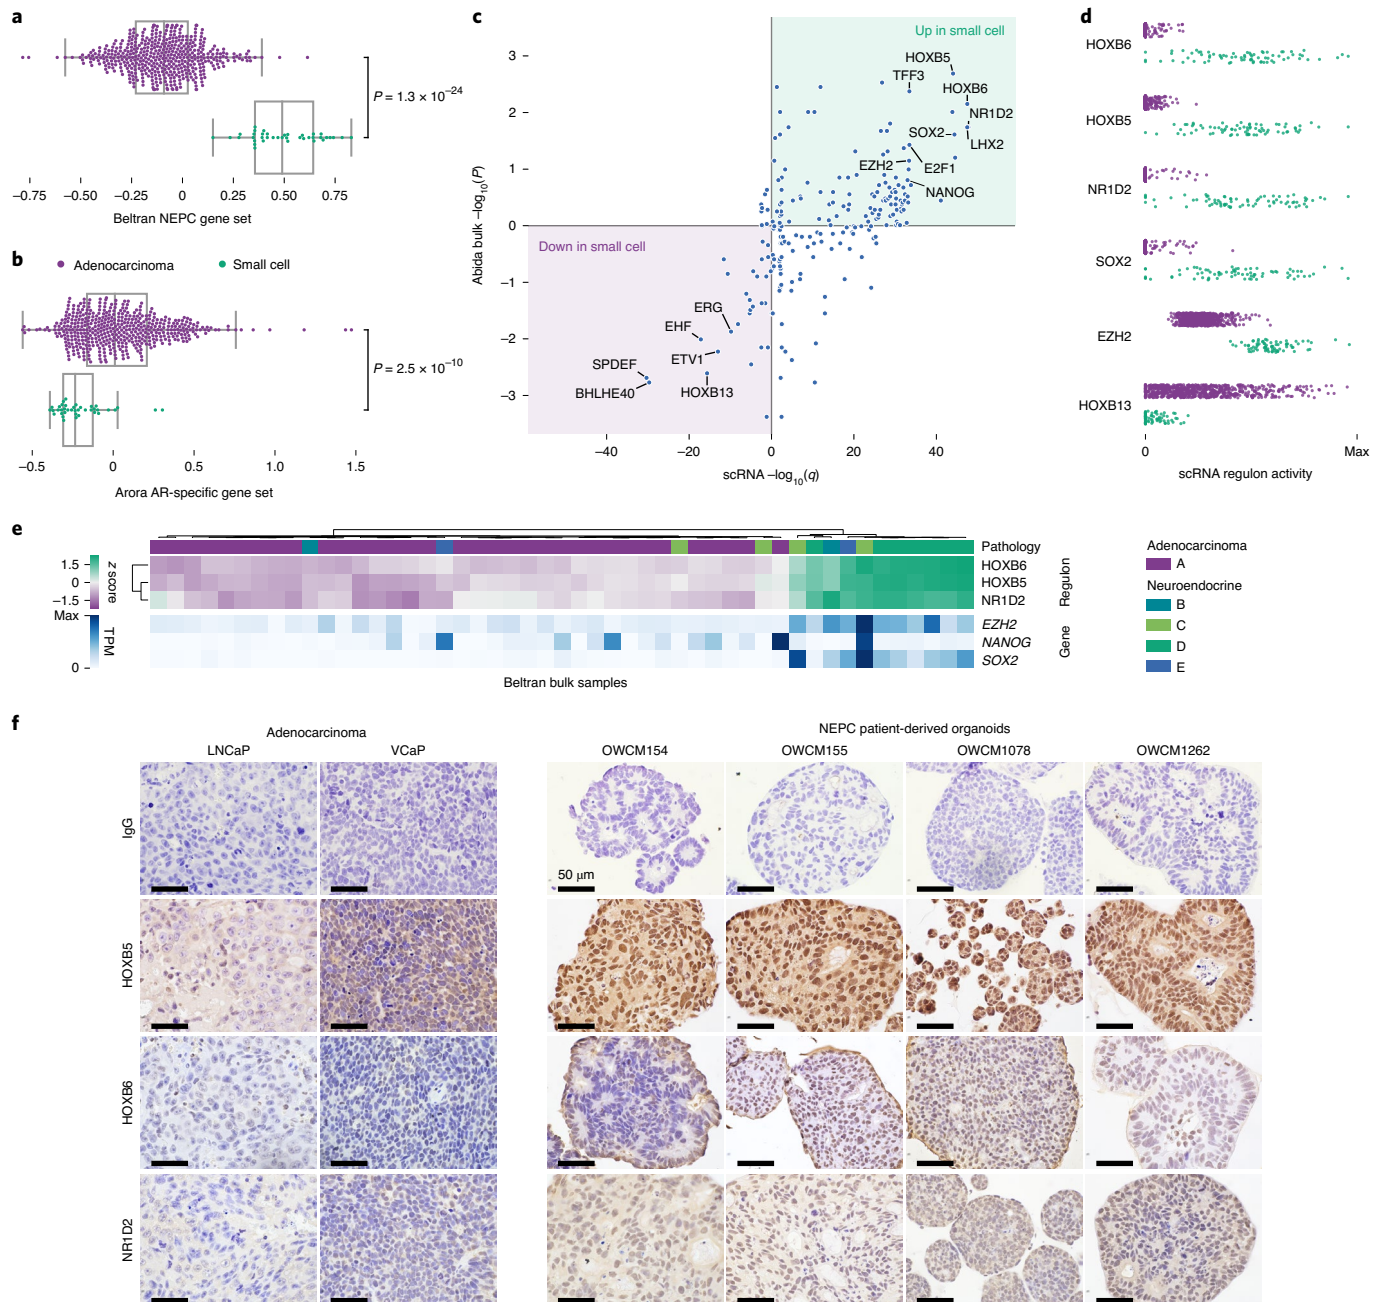 a
P = 1.3 × 10−24
−0.75 −0.50 −0.25 0 0.25 0.50 0.75
Beltran NEPC gene set
b
Adenocarcinoma Small cell
P = 2.5 × 10−10
−0.5 0 0.5 1.0 1.5
Arora AR-specific gene set
c
Up in small cell
Down in small cell
HOXB5
TFF3
HOXB6
NR1D2
SOX2
LHX2
EZH2
E2F1
NANOG
ERG
EHF
ETV1
SPDEF
BHLHE40
HOXB13
3
2
1
0
−1
−2
−3
Abida bulk −log10(P)
−40 −20 0 20 40
scRNA −log10(q)
d
HOXB6
HOXB5
NR1D2
SOX2
EZH2
HOXB13
0 Max
scRNA regulon activity
e
1.5
0
−1.5
z score
Max
0
TPM
Pathology
HOXB6
HOXB5
NR1D2
Regulon
EZH2
NANOG
SOX2
Gene
Beltran bulk samples
Adenocarcinoma
A
Neuroendocrine
B
C
D
E
f
Adenocarcinoma
LNCaP VCaP
NEPC patient-derived organoids
OWCM154 OWCM155 OWCM1078 OWCM1262
IgG
50 μm
HOXB5
HOXB6
NR1D2